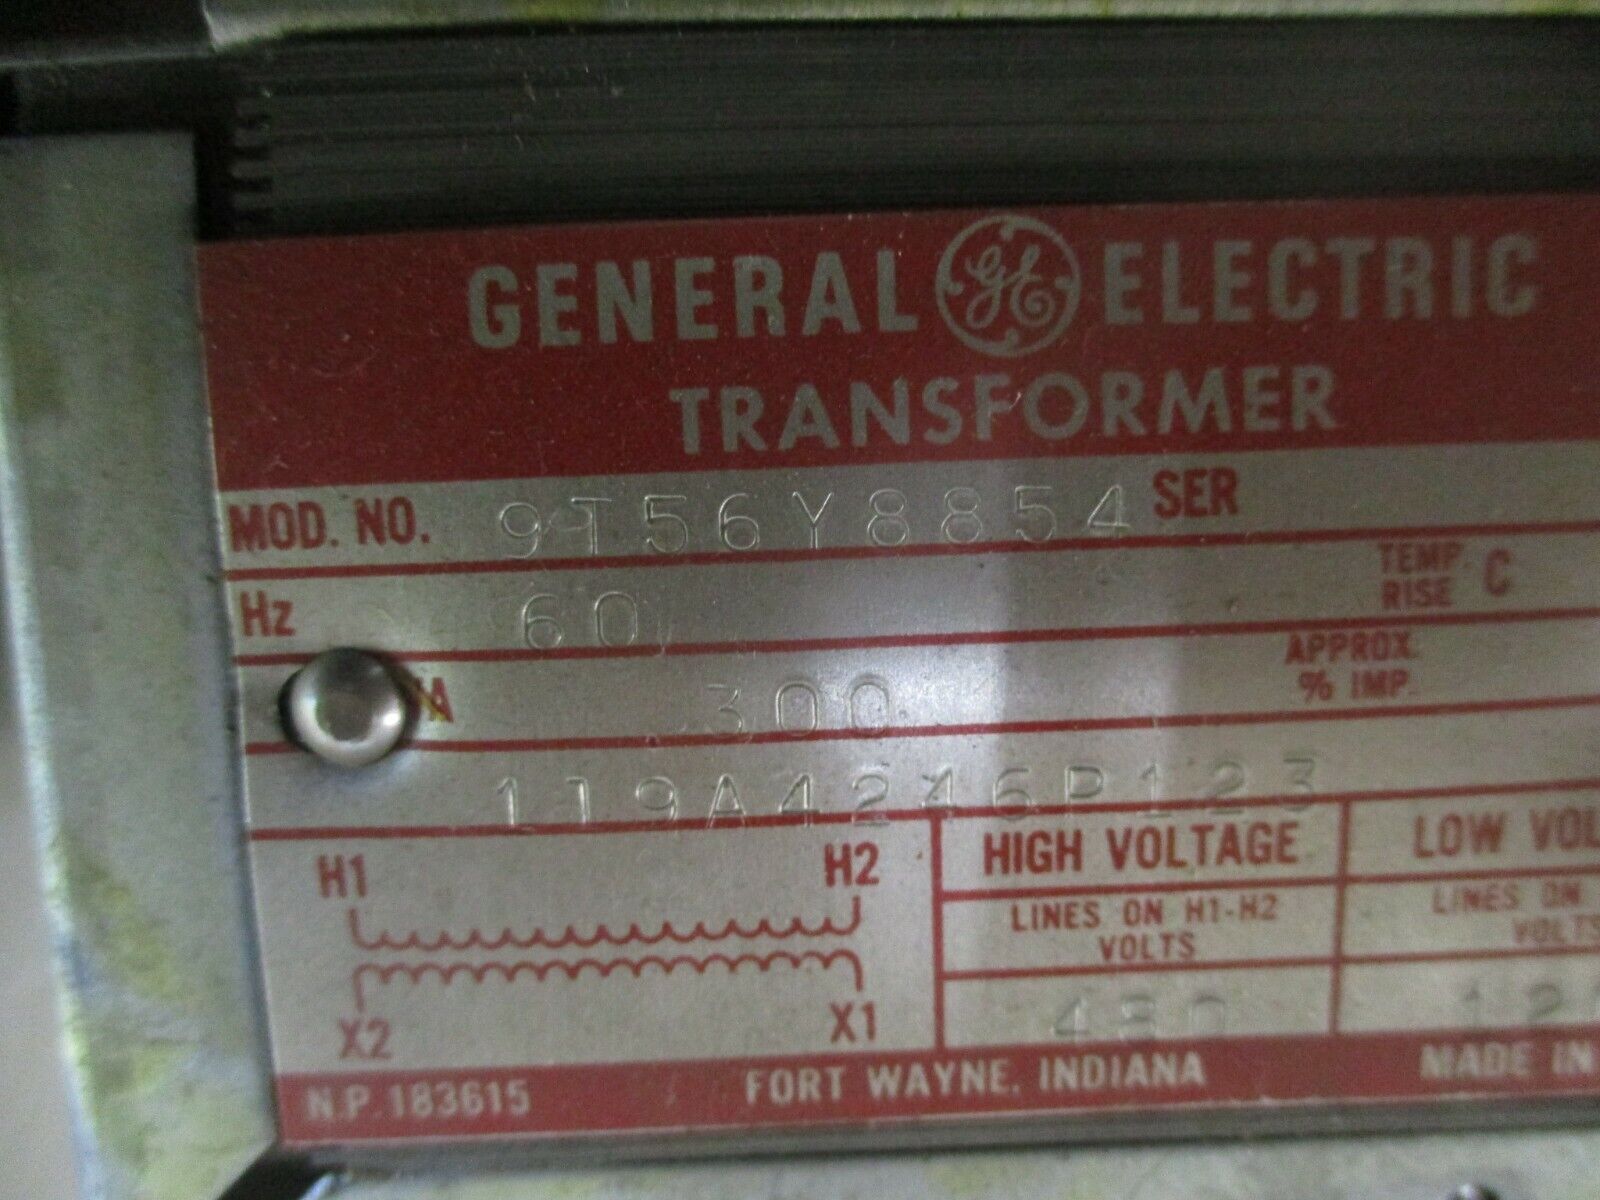 GENERAL GE ELECTRIC
TRANSFORMER
MOD. NO. 9T56Y8854 SER
Hz 60 TEMP. RISE C
300 APPROX. % IMP.
119A4246P123
H1 H2
X2 X1
HIGH VOLTAGE
LINES ON H1-H2
VOLTS
480
LOW
LINES ON
VOLTS
N.P. 183615 FORT WAYNE, INDIANA MADE IN